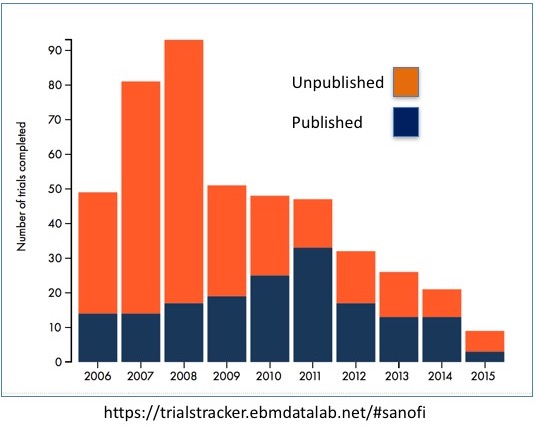 90
80
70
60
50
40
30
20
10
0
Number of trials completed
Unpublished
Published
2006 2007 2008 2009 2010 2011 2012 2013 2014 2015
https://trialstracker.ebmdatalab.net/#sanofi